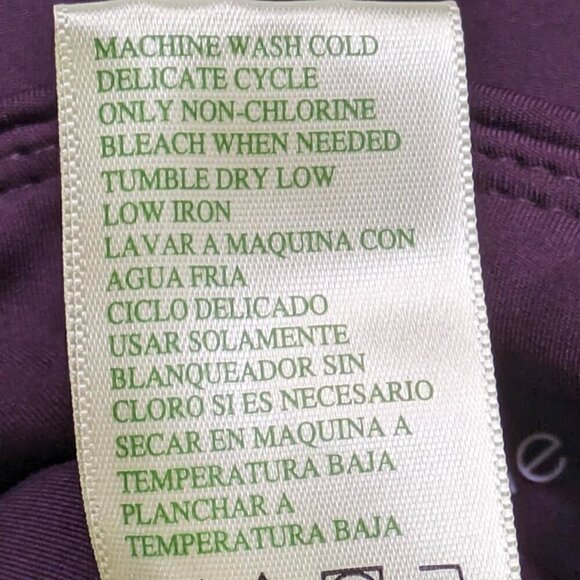 MACHINE WASH COLD
DELICATE CYCLE
ONLY NON-CHLORINE
BLEACH WHEN NEEDED
TUMBLE DRY LOW
LOW IRON
LAVAR A MAQUINA CON
AGUA FRIA
CICLO DELICADO
USAR SOLAMENTE
BLANQUEADOR SIN
CLORO SI ES NECESARIO
SECAR EN MAQUINA A
TEMPERATURA BAJA
PLANCHAR A
TEMPERATURA BAJA
e